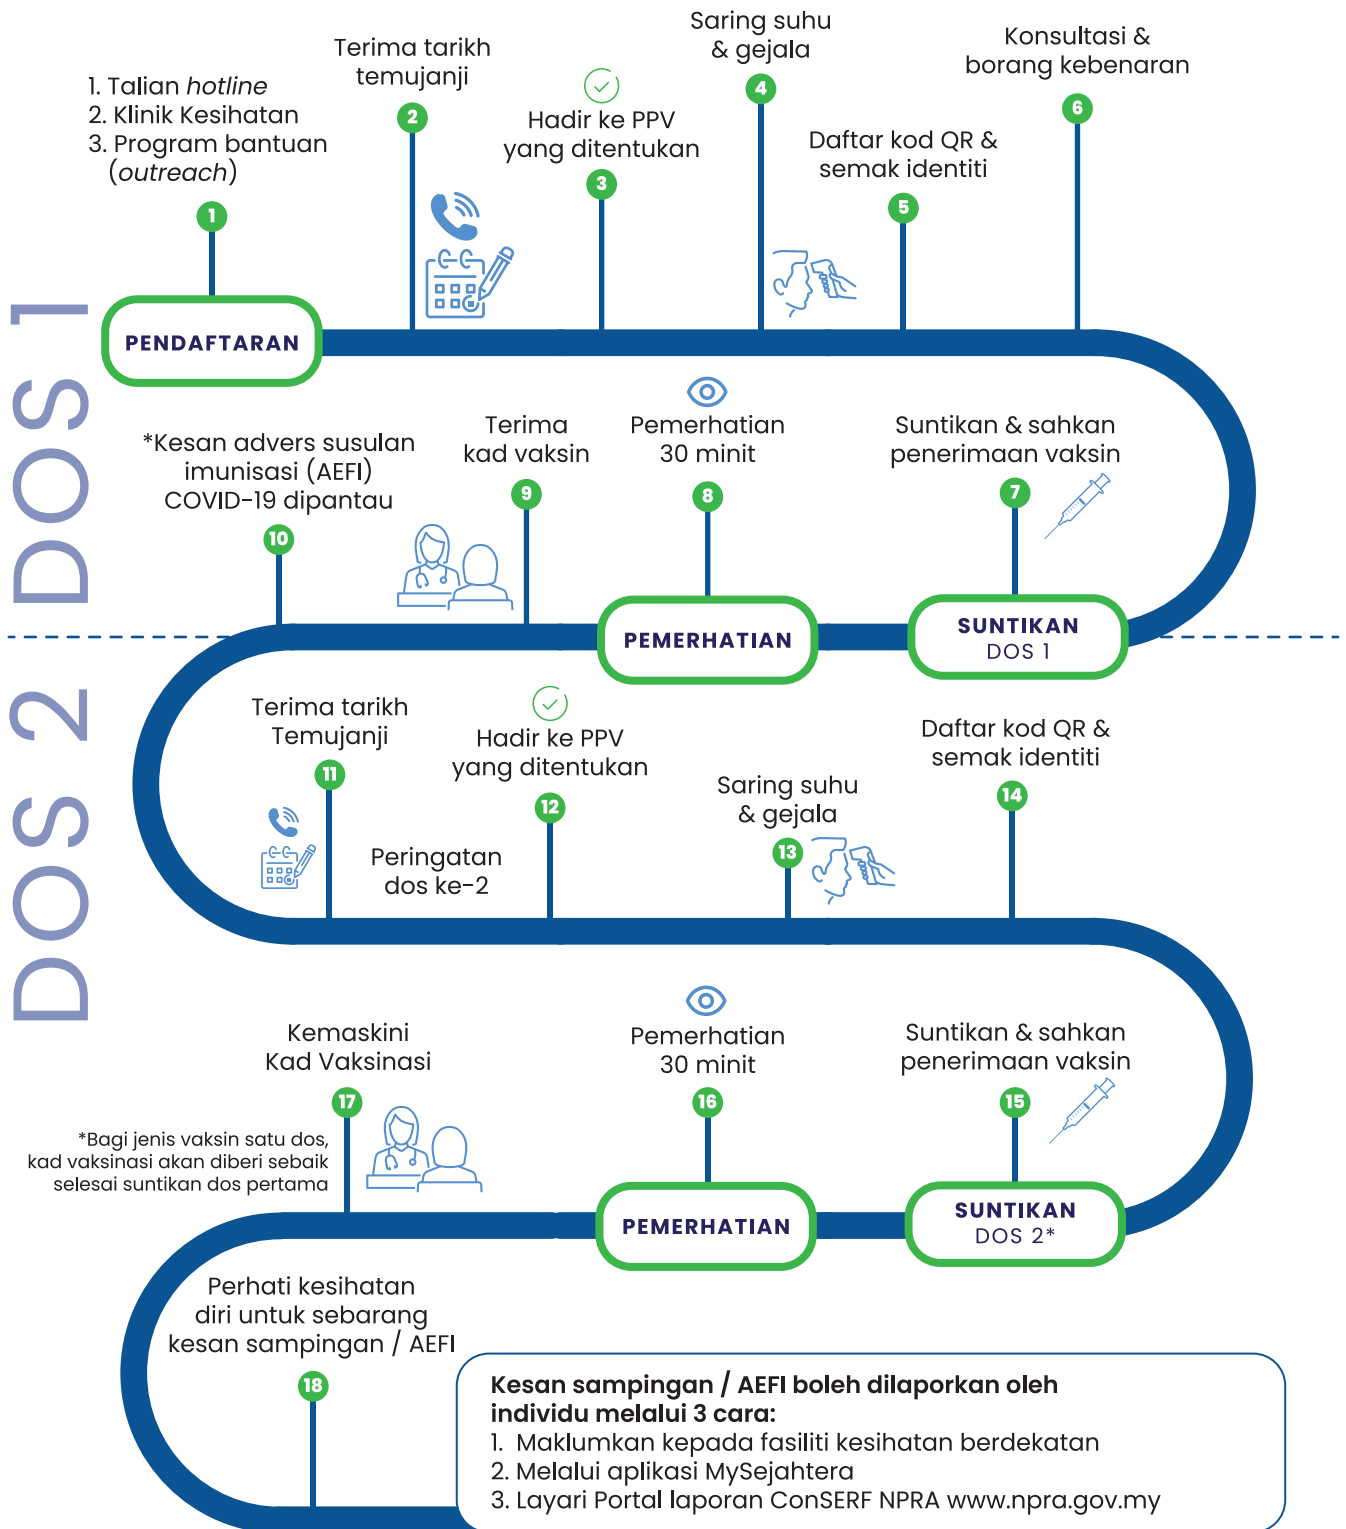 DOS 1
1. Talian hotline
2. Klinik Kesihatan
3. Program bantuan
(outreach)
1
PENDAFTARAN
Terima tarikh
temujanji
2
Hadir ke PPV
yang ditentukan
3
Saring suhu
& gejala
4
Daftar kod QR &
semak identiti
5
Konsultasi &
borang kebenaran
6
Suntikan & sahkan
penerimaan vaksin
7
SUNTIKAN
DOS 1
Pemerhatian
30 minit
8
PEMERHATIAN
Terima
kad vaksin
9
*Kesan advers susulan
imunisasi (AEFI)
COVID-19 dipantau
10
DOS 2
Terima tarikh
Temujanji
11
Peringatan
dos ke-2
Hadir ke PPV
yang ditentukan
12
Saring suhu
& gejala
13
Daftar kod QR &
semak identiti
14
Suntikan & sahkan
penerimaan vaksin
15
SUNTIKAN
DOS 2*
Pemerhatian
30 minit
16
PEMERHATIAN
Kemaskini
Kad Vaksinasi
17
*Bagi jenis vaksin satu dos,
kad vaksinasi akan diberi sebaik
selesai suntikan dos pertama
Perhati kesihatan
diri untuk sebarang
kesan sampingan / AEFI
18
Kesan sampingan / AEFI boleh dilaporkan oleh
individu melalui 3 cara:
1. Maklumkan kepada fasiliti kesihatan berdekatan
2. Melalui aplikasi MySejahtera
3. Layari Portal laporan ConSERF NPRA www.npra.gov.my